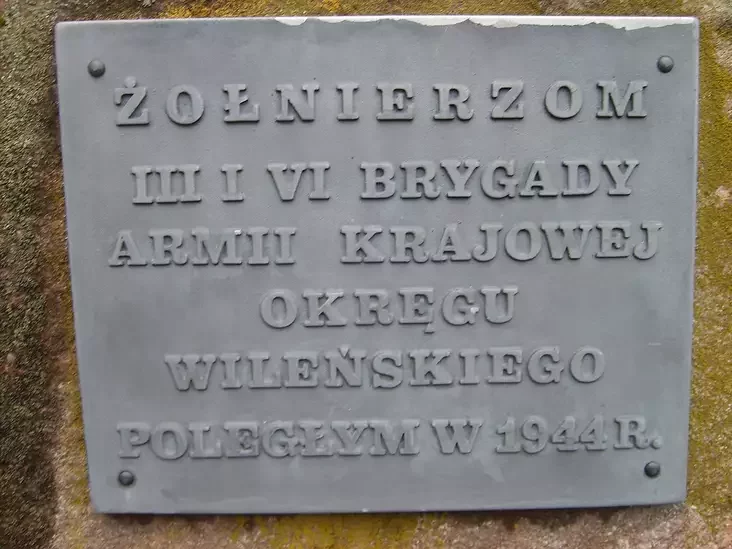 ŻOŁNIERZOM
III I VI BRYGADY
ARMII KRAJOWEJ
OKRĘGU
WILEŃSKIEGO
POLEGŁYM W 1944 R.